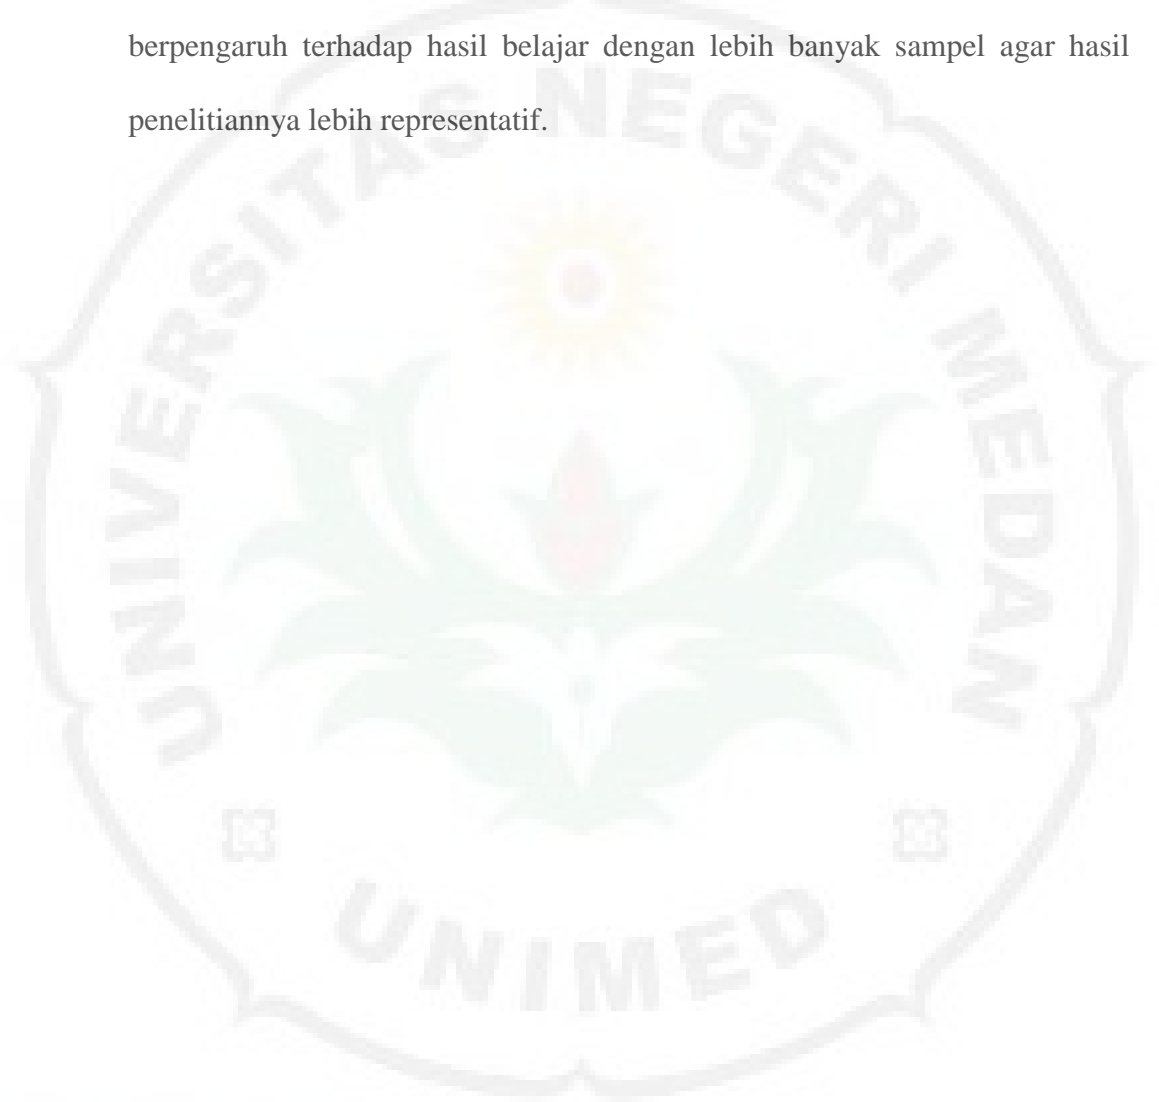 berpengaruh terhadap hasil belajar dengan lebih banyak sampel agar hasil
penelitiannya lebih representatif.
UNIVERSITAS NEGERI MEDAN
UNIMED